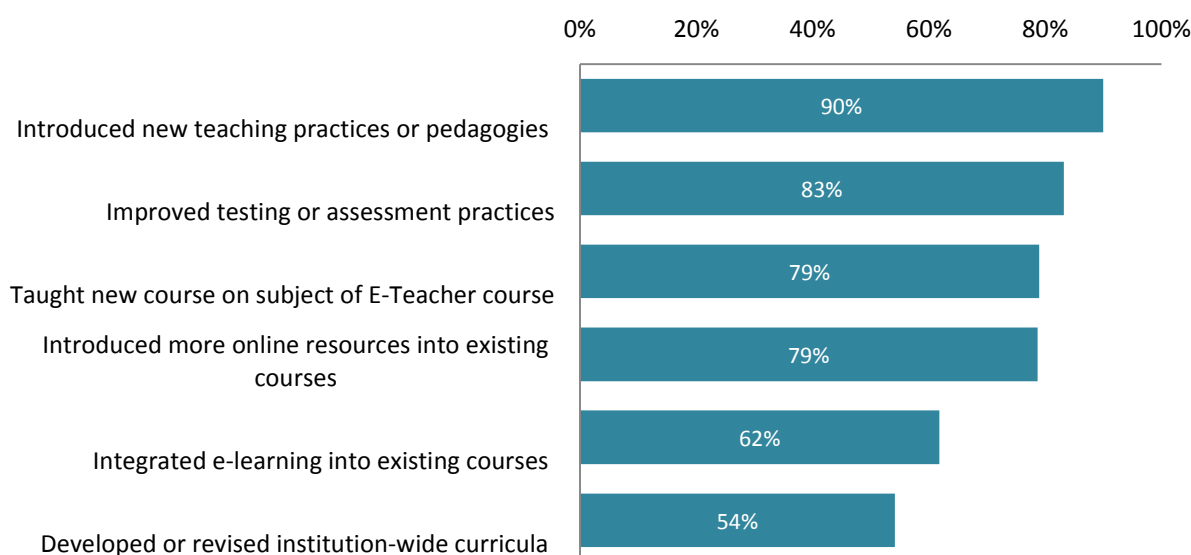 0% 20% 40% 60% 80% 100%
90%
Introduced new teaching practices or pedagogies
83%
Improved testing or assessment practices
79%
Taught new course on subject of E-Teacher course
Introduced more online resources into existing
courses
79%
62%
Integrated e-learning into existing courses
54%
Developed or revised institution-wide curricula